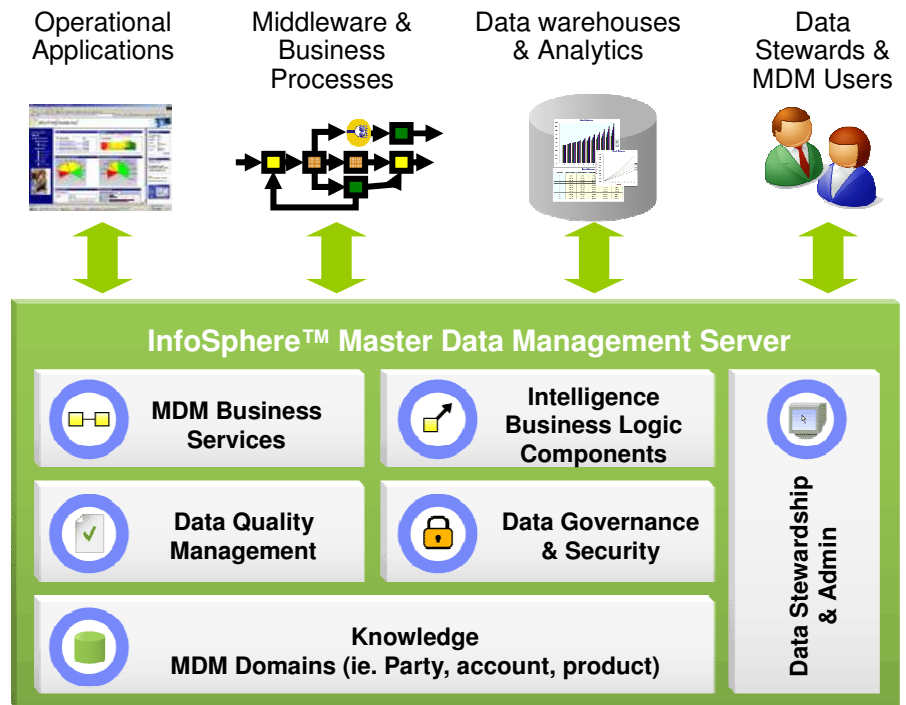 Operational
Applications
Middleware &
Business
Processes
Data warehouses
& Analytics
Data
Stewards &
MDM Users
InfoSphere™ Master Data Management Server
MDM Business
Services
Intelligence
Business Logic
Components
Data Quality
Management
Data Governance
& Security
Data Stewardship
& Admin
Knowledge
MDM Domains (ie. Party, account, product)